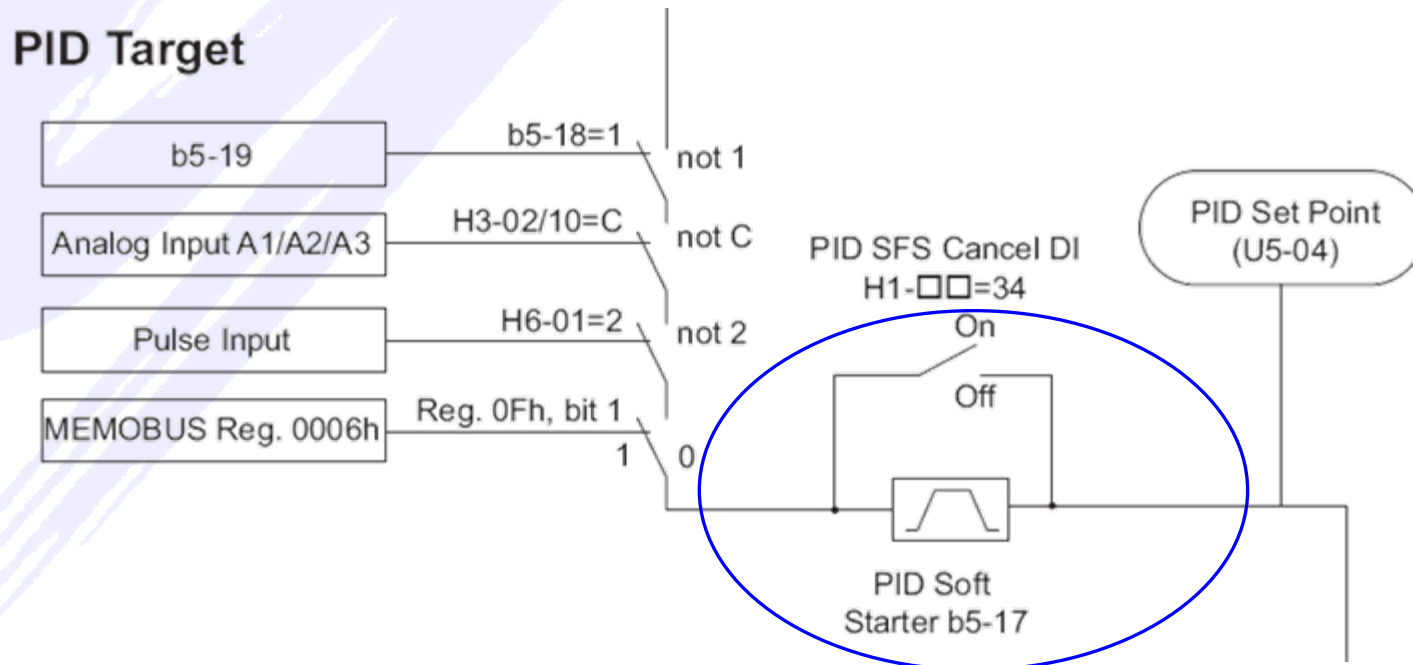 PID Target
b5-19
b5-18=1
not 1
Analog Input A1/A2/A3
H3-02/10=C
not C
Pulse Input
H6-01=2
not 2
MEMOBUS Reg. 0006h
Reg. 0Fh, bit 1
1
0
PID SFS Cancel DI
H1-□□=34
On
Off
PID Soft
Starter b5-17
PID Set Point
(U5-04)